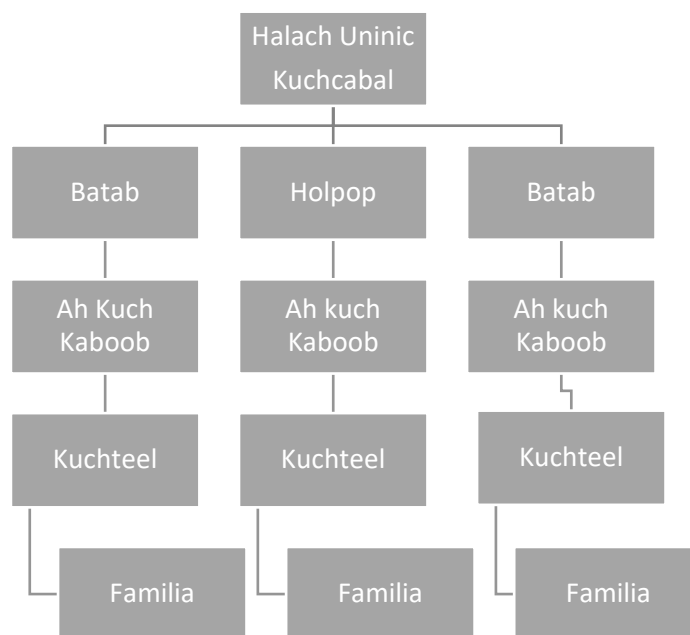 Halach Uninic
Kuchcabal
Batab
Holpop
Batab
Ah Kuch
Kaboob
Ah kuch
Kaboob
Ah kuch
Kaboob
Kuchteel
Kuchteel
Kuchteel
Familia
Familia
Familia